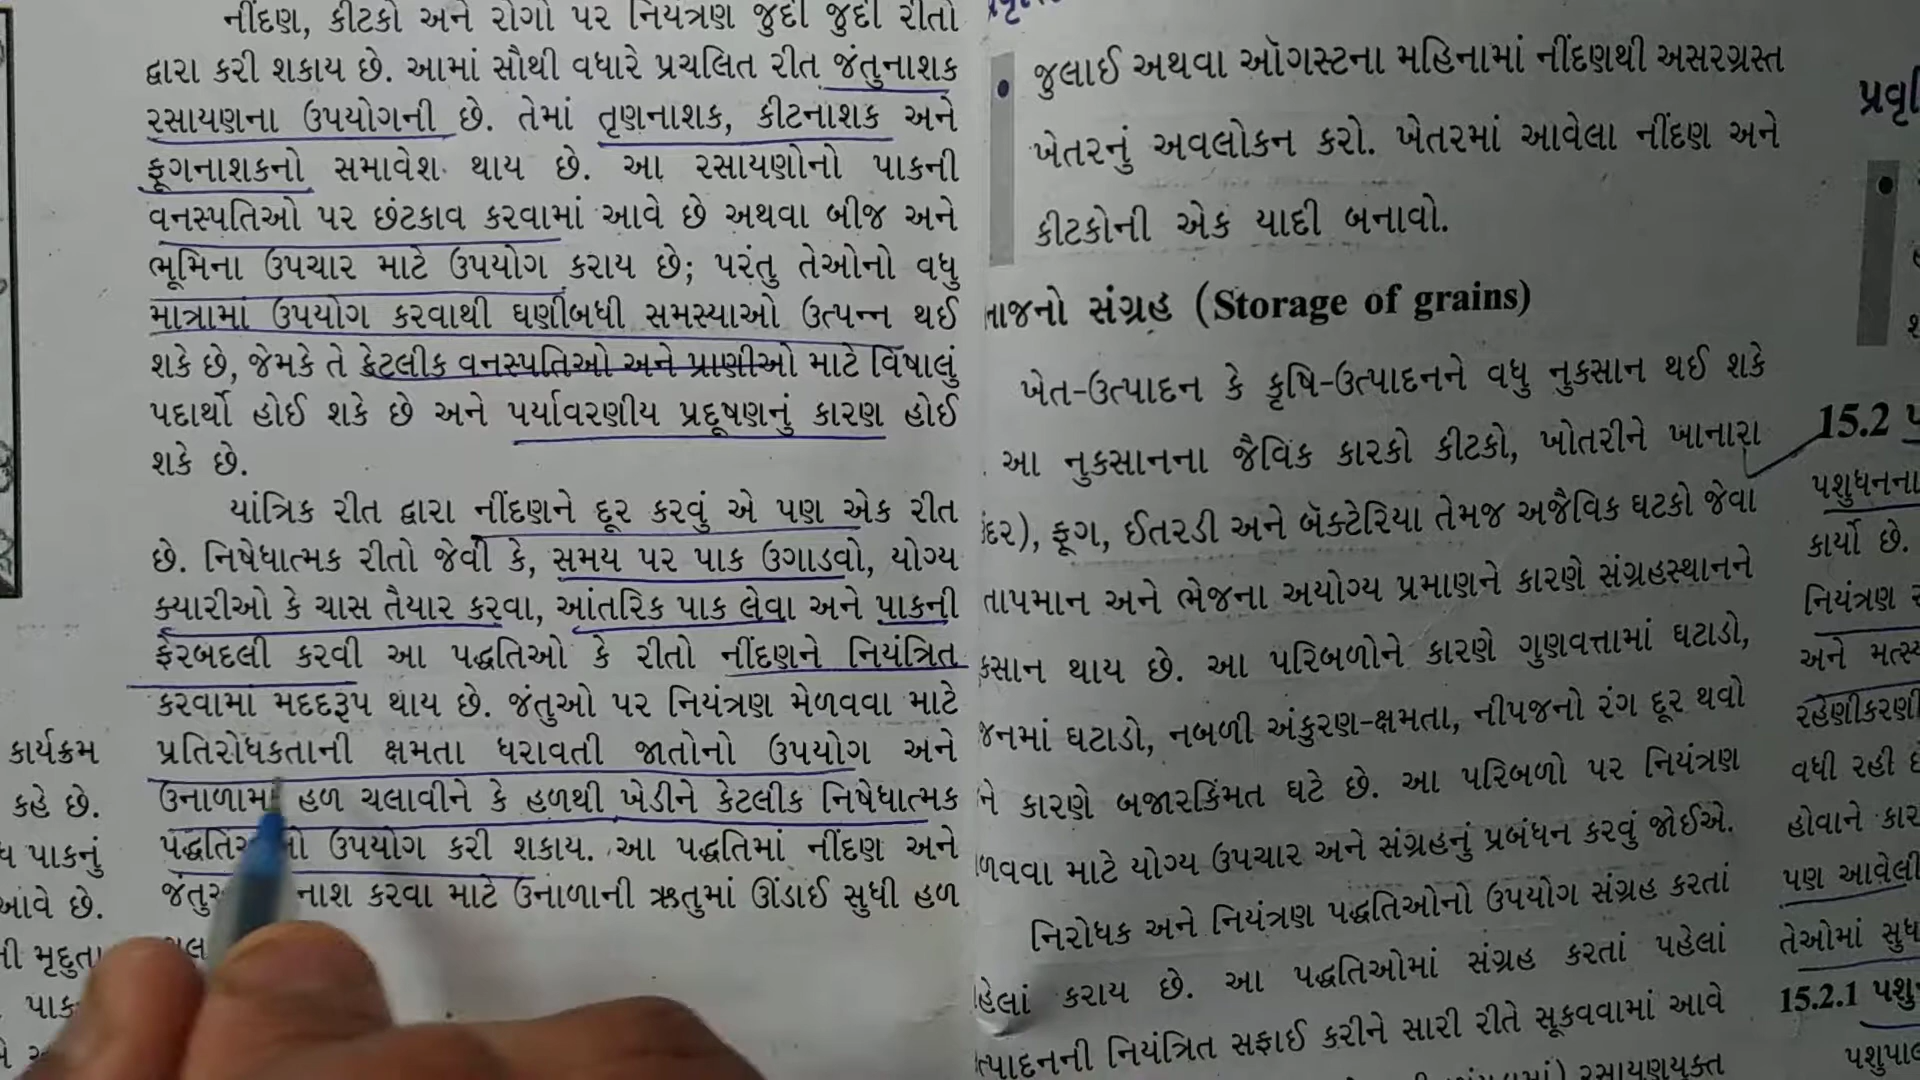 નીંદણ, કીટકો અને રોગો પર નિયંત્રણ જુદી જુદી રીતો
દ્વારા કરી શકાય છે. આમાં સૌથી વધારે પ્રચલિત રીત જંતુનાશક
રસાયણના ઉપયોગની છે. તેમાં તૃણનાશક, કીટનાશક અને
ફૂગનાશકનો સમાવેશ થાય છે. આ રસાયણોનો પાકની
વનસ્પતિઓ પર છંટકાવ કરવામાં આવે છે અથવા બીજ અને
ભૂમિના ઉપચાર માટે ઉપયોગ કરાય છે; પરંતુ તેઓનો વધુ
માત્રામાં ઉપયોગ કરવાથી ઘણીબધી સમસ્યાઓ ઉત્પન્ન થઈ
શકે છે, જેમકે તે કેટલીક વનસ્પતિઓ અને પ્રાણીઓ માટે વિષાલું
પદાર્થો હોઈ શકે છે અને પર્યાવરણીય પ્રદૂષણનું કારણ હોઈ
શકે છે.
યાંત્રિક રીત દ્વારા નીંદણને દૂર કરવું એ પણ એક રીત
છે. નિષેધાત્મક રીતો જેવી કે, સમય પર પાક ઉગાડવો, યોગ્ય
ક્યારીઓ કે ચાસ તૈયાર કરવા, આંતરિક પાક લેવા અને પાકની
ફેરબદલી કરવી આ પદ્ધતિઓ કે રીતો નીંદણને નિયંત્રિત
કરવામાં મદદરૂપ થાય છે. જંતુઓ પર નિયંત્રણ મેળવવા માટે
પ્રતિરોધકતાની ક્ષમતા ધરાવતી જાતોનો ઉપયોગ અને
ઉનાળામાં હળ ચલાવીને કે હળથી ખેડીને કેટલીક નિષેધાત્મક
ઉપયોગ કરી શકાય. આ પદ્ધતિમાં નીંદણ અને
નાશ કરવા માટે ઉનાળાની ઋતુમાં ઊંડાઈ સુધી હળ
કાર્યક્રમ
કહે છે.
પાકનું
આવે છે.
મૃદુતા
જુલાઈ અથવા ઑગસ્ટના મહિનામાં નીંદણથી અસરગ્રસ્ત
ખેતરનું અવલોકન કરો. ખેતરમાં આવેલા નીંદણ અને
કીટકોની એક યાદી બનાવો.
સંગ્રહ (Storage of grains)
ખેત-ઉત્પાદન કે કૃષિ-ઉત્પાદનને વધુ નુકસાન થઈ શકે
આ નુકસાનના જૈવિક કારકો કીટકો, ખોતરીને ખાનારા
ફૂગ, ઈતરડી અને બૅક્ટેરિયા તેમજ અજૈવિક ઘટકો જેવા
તાપમાન અને ભેજના અયોગ્ય પ્રમાણને કારણે સંગ્રહસ્થાનને
થાય છે. આ પરિબળોને કારણે ગુણવત્તામાં ઘટાડો,
ઘટાડો, નબળી અંકુરણ-ક્ષમતા, નીપજનો રંગ દૂર થવો
કારણે બજારકિંમત ઘટે છે. આ પરિબળો પર નિયંત્રણ
માટે યોગ્ય ઉપચાર અને સંગ્રહનું પ્રબંધન કરવું જોઈએ.
નિરોધક અને નિયંત્રણ પદ્ધતિઓનો ઉપયોગ સંગ્રહ કરતાં
કરાય છે. આ પદ્ધતિઓમાં સંગ્રહ કરતાં પહેલાં
નિયંત્રિત સફાઈ કરીને સારી રીતે સૂકવવામાં આવે
રસાયણયુક્ત
15.2
પશુધનના
કાર્યો છે.
નિયંત્રણ
અને
રહેણીકરણી
વધી રહી
હોવાને
પણ આવેલી
તેઓમાં
15.2.1